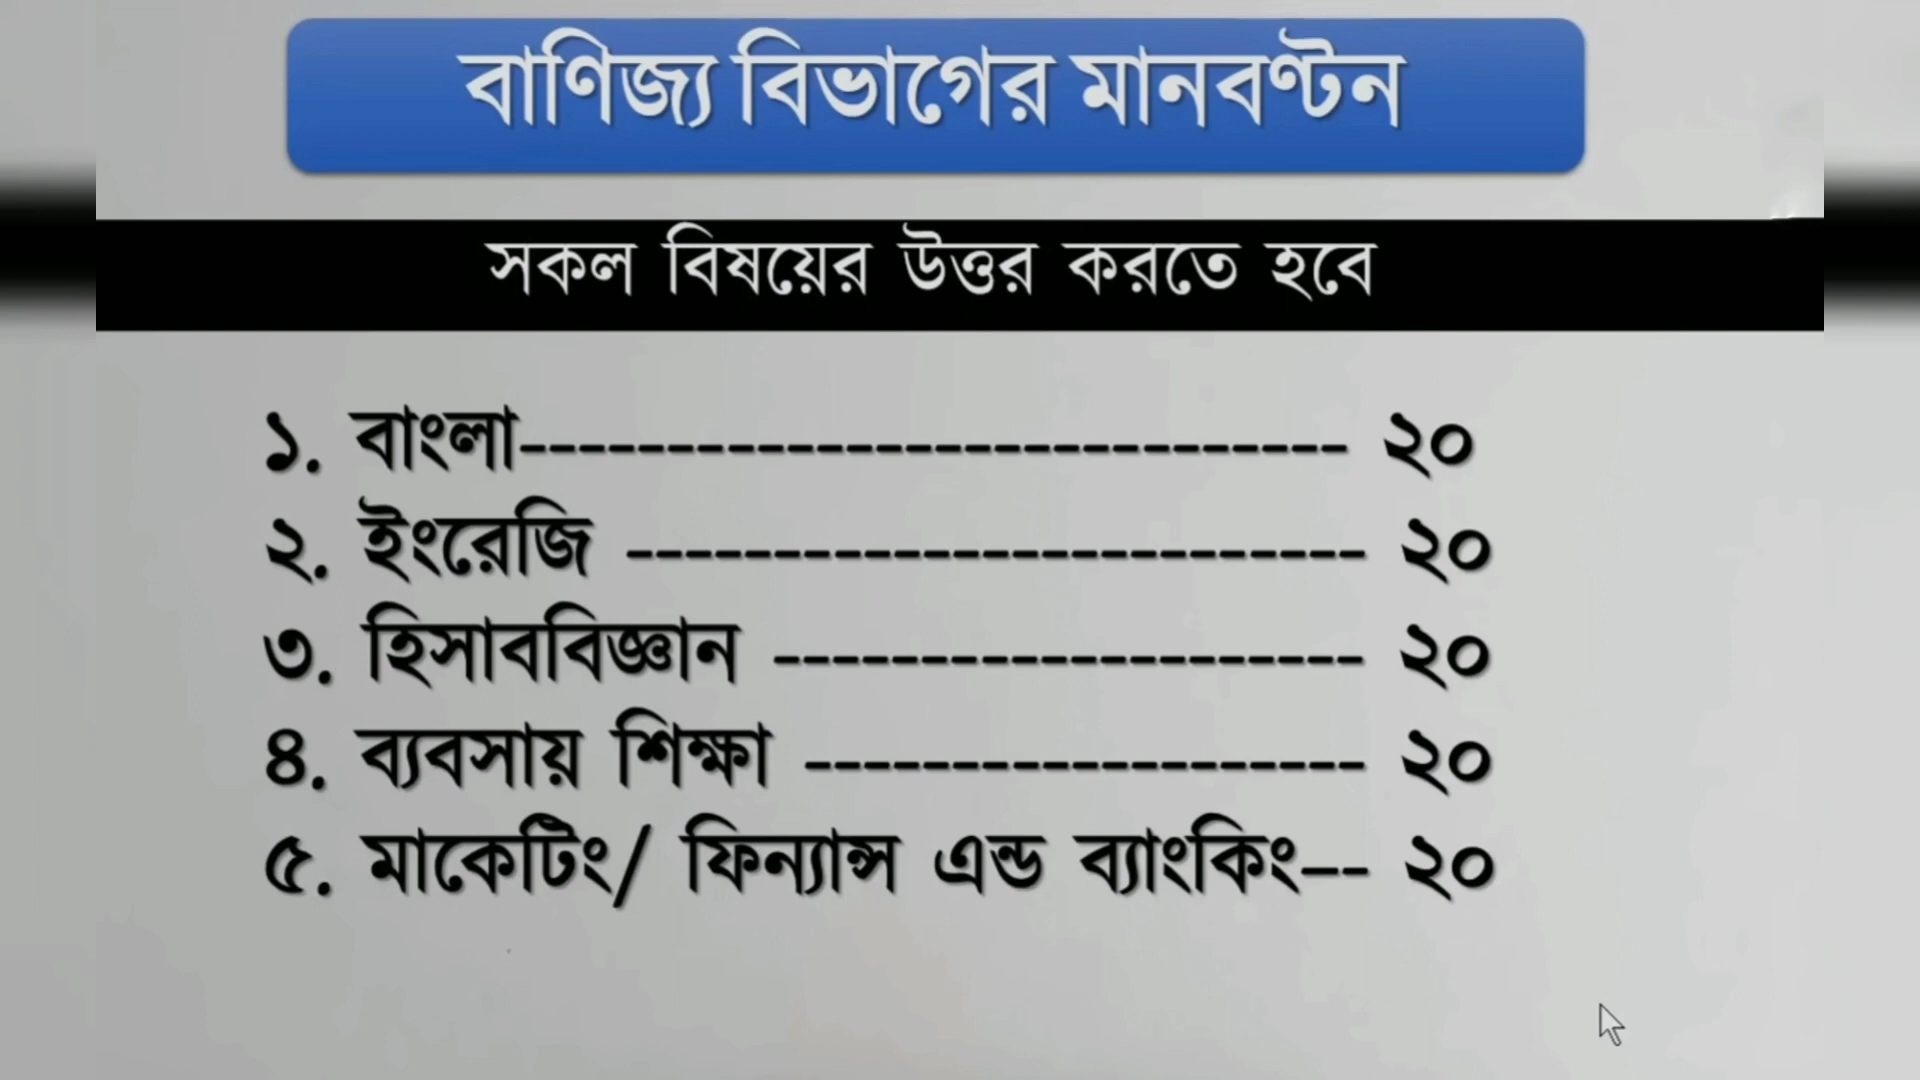 বাণিজ্য বিভাগের মানবণ্টন
সকল বিষয়ের উত্তর করতে হবে
১. বাংলা---------------------------- ২০
২. ইংরেজি ------------------------- ২০
৩. হিসাববিজ্ঞান -------------------- ২০
৪. ব্যবসায় শিক্ষা ------------------- ২০
৫. মার্কেটিং/ ফিন্যান্স এন্ড ব্যাংকিং-- ২০